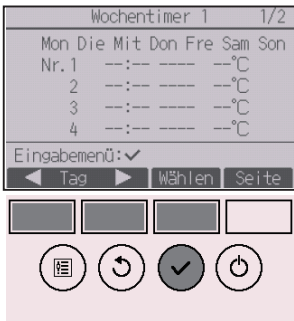 Wochentimer 1 1/2
Mon Die Mit Don Fre Sam Son
Nr. 1 --:-- ---- --°C
2 --:-- ---- --°C
3 --:-- ---- --°C
4 --:-- ---- --°C
Eingabemenü:✓
◀ Tag ▶ Wählen Seite